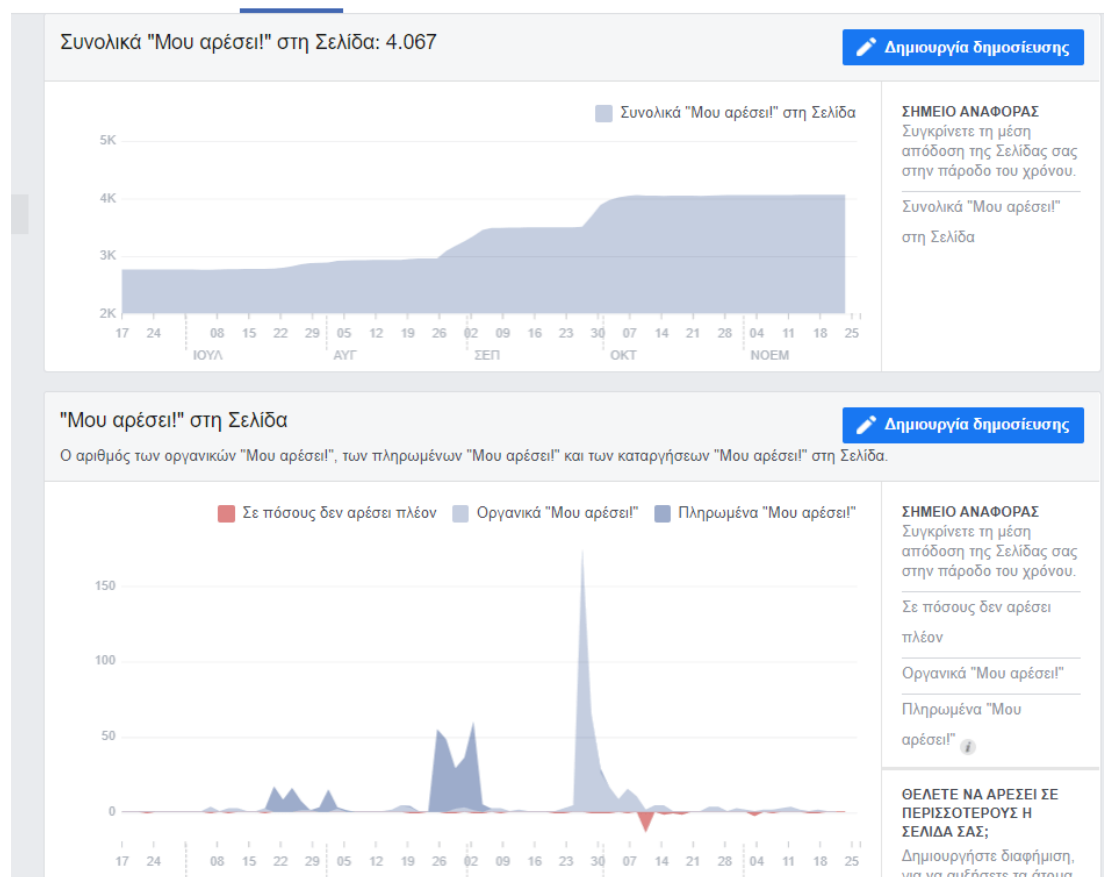 Συνολικά "Μου αρέσει!" στη Σελίδα: 4.067
Δημιουργία δημοσίευσης
Συνολικά "Μου αρέσει!" στη Σελίδα
5K
4K
3K
2K
17 24 08 15 22 29 05 12 19 26 02 09 16 23 30 07 14 21 28 04 11 18 25
ΙΟΥΛ ΑΥΓ ΣΕΠ ΟΚΤ ΝΟΕΜ
ΣΗΜΕΙΟ ΑΝΑΦΟΡΑΣ
Συγκρίνετε τη μέση
απόδοση της Σελίδας σας
στην πάροδο του χρόνου.
Συνολικά "Μου αρέσει!"
στη Σελίδα
"Μου αρέσει!" στη Σελίδα
Δημιουργία δημοσίευσης
Ο αριθμός των οργανικών "Μου αρέσει!", των πληρωμένων "Μου αρέσει!" και των καταργήσεων "Μου αρέσει!" στη Σελίδα.
Σε πόσους δεν αρέσει πλέον Οργανικά "Μου αρέσει!" Πληρωμένα "Μου αρέσει!"
150
100
50
0
17 24 08 15 22 29 05 12 19 26 02 09 16 23 30 07 14 21 28 04 11 18 25
ΣΗΜΕΙΟ ΑΝΑΦΟΡΑΣ
Συγκρίνετε τη μέση
απόδοση της Σελίδας σας
στην πάροδο του χρόνου.
Σε πόσους δεν αρέσει
πλέον
Οργανικά "Μου αρέσει!"
Πληρωμένα "Μου
αρέσει!" i
ΘΕΛΕΤΕ ΝΑ ΑΡΕΣΕΙ ΣΕ
ΠΕΡΙΣΣΟΤΕΡΟΥΣ Η
ΣΕΛΙΔΑ ΣΑΣ;
Δημιουργήστε διαφήμιση,
για να αυξήσετε τα άτομα